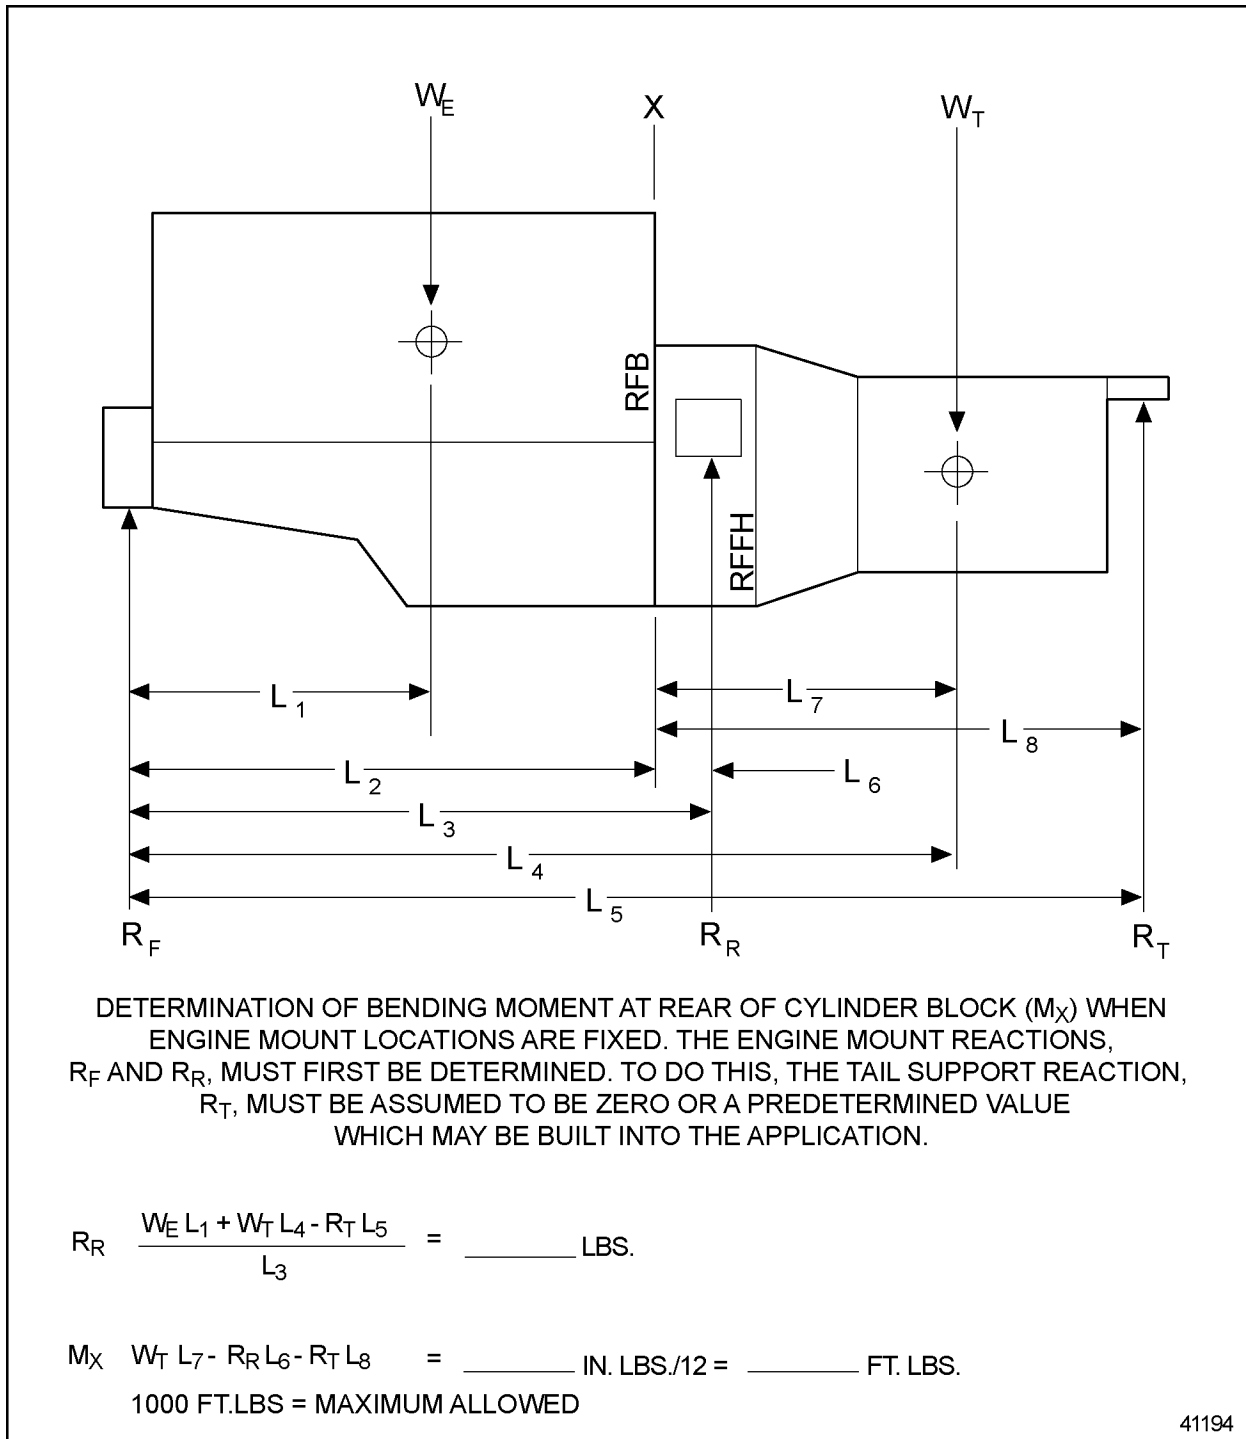 W_E
X
W_T
RFB
RFFH
L_1
L_7
L_8
L_2
L_6
L_3
L_4
L_5
R_F
R_R
R_T
DETERMINATION OF BENDING MOMENT AT REAR OF CYLINDER BLOCK (M_X) WHEN
ENGINE MOUNT LOCATIONS ARE FIXED. THE ENGINE MOUNT REACTIONS,
R_F AND R_R, MUST FIRST BE DETERMINED. TO DO THIS, THE TAIL SUPPORT REACTION,
R_T, MUST BE ASSUMED TO BE ZERO OR A PREDETERMINED VALUE
WHICH MAY BE BUILT INTO THE APPLICATION.
R_R (W_E L_1 + W_T L_4 - R_T L_5) / L_3 = ________ LBS.
M_X W_T L_7 - R_R L_6 - R_T L_8 = ________ IN. LBS./12 = ________ FT. LBS.
1000 FT.LBS = MAXIMUM ALLOWED
41194